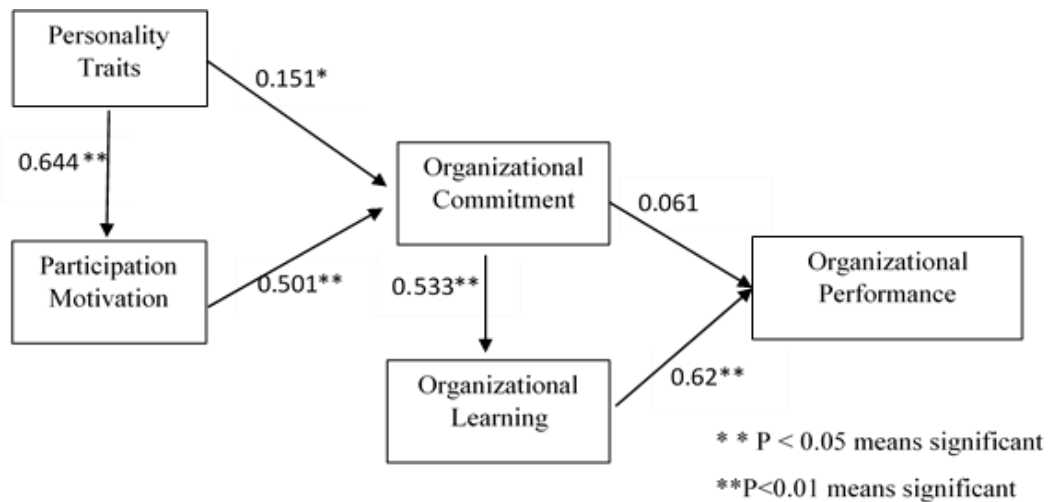 Personality
Traits
0.151*
0.644**
Organizational
Commitment
0.061
Participation
Motivation
0.501**
0.533**
Organizational
Performance
Organizational
Learning
0.62**
* * P < 0.05 means significant
**P<0.01 means significant